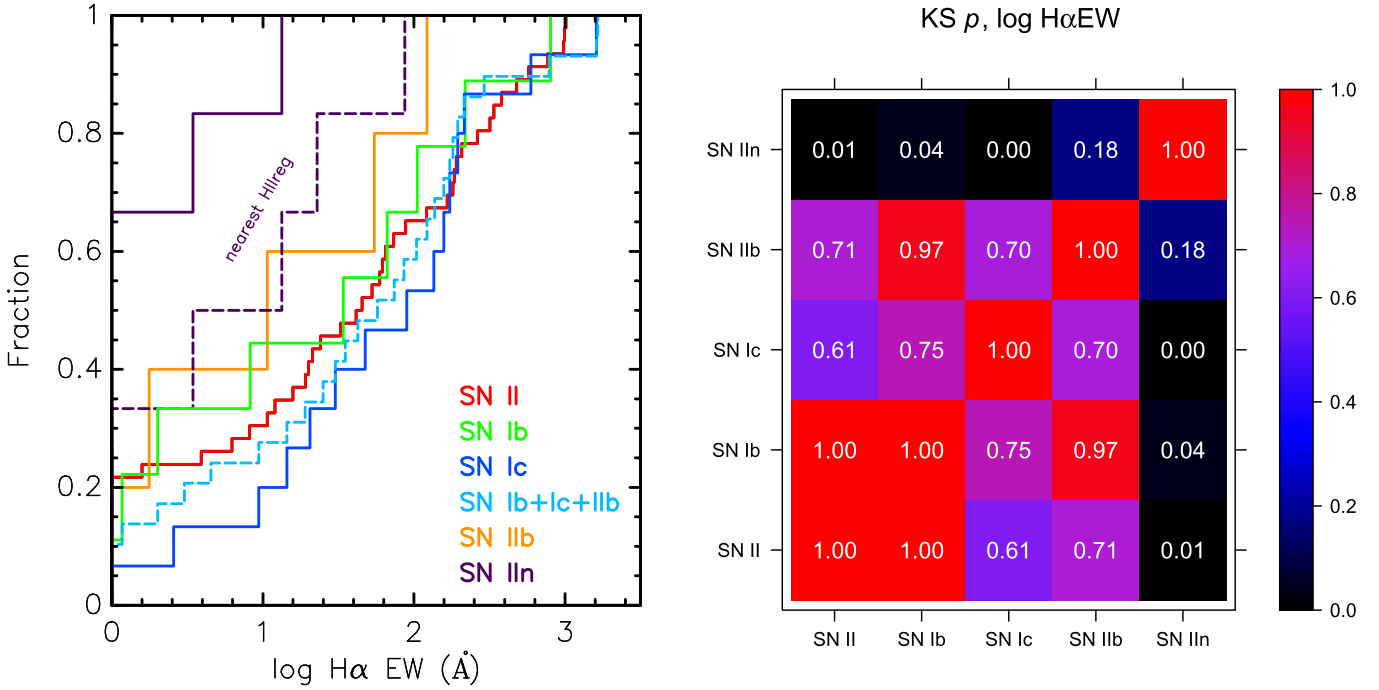 1
0.8
0.6
0.4
0.2
0
Fraction
nearest HIIreg
SN II
SN Ib
SN Ic
SN Ib+Ic+IIb
SN IIb
SN IIn
0 1 2 3
log Hα EW (Å)
KS p, log HαEW
SN IIn 0.01 0.04 0.00 0.18 1.00
SN IIb 0.71 0.97 0.70 1.00 0.18
SN Ic 0.61 0.75 1.00 0.70 0.00
SN Ib 1.00 1.00 0.75 0.97 0.04
SN II 1.00 1.00 0.61 0.71 0.01
SN II SN Ib SN Ic SN IIb SN IIn
1.0
0.8
0.6
0.4
0.2
0.0